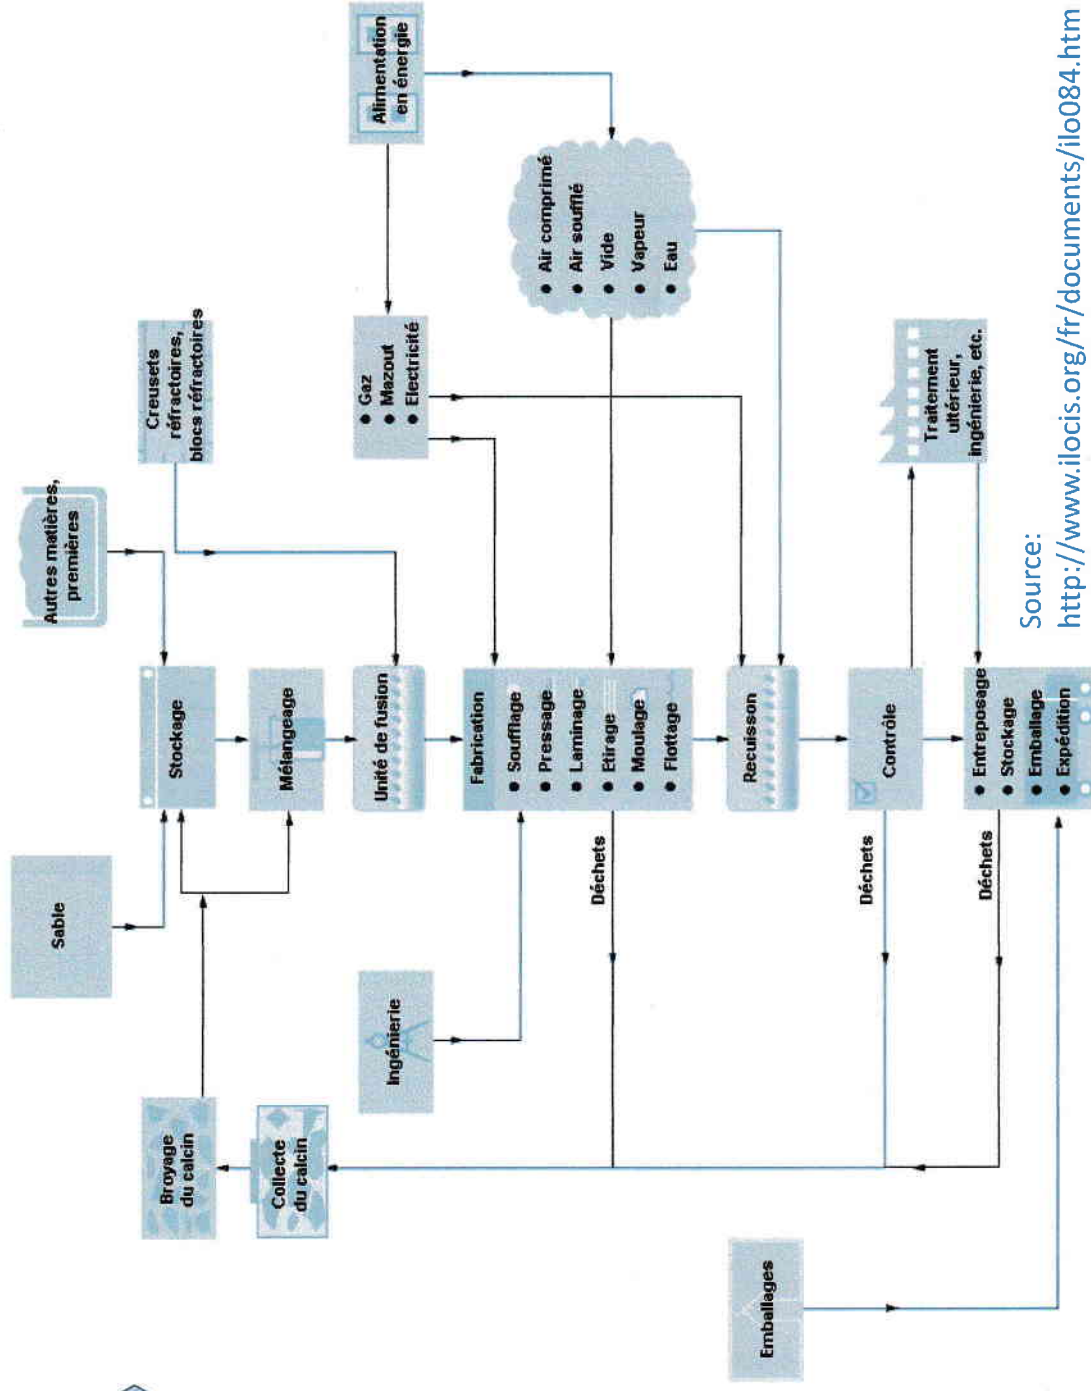 Sable
Autres matières,
premières
Broyage
du calcin
Stockage
Creusets
réfractoires,
blocs réfractoires
Collecte
du calcin
Mélangeage
Ingénierie
Unité de fusion
Gaz
Mazout
Electricité
Alimentation
en énergie
Fabrication
Soufflage
Pressage
Laminage
Etirage
Moulage
Flottage
Air comprimé
Air soufflé
Vide
Vapeur
Eau
Déchets
Emballages
Recuisson
Déchets
Contrôle
Traitement
ultérieur,
ingénierie, etc.
Déchets
Entreposage
Stockage
Emballage
Expédition
Source:
http://www.ilocis.org/fr/documents/ilo084.htm